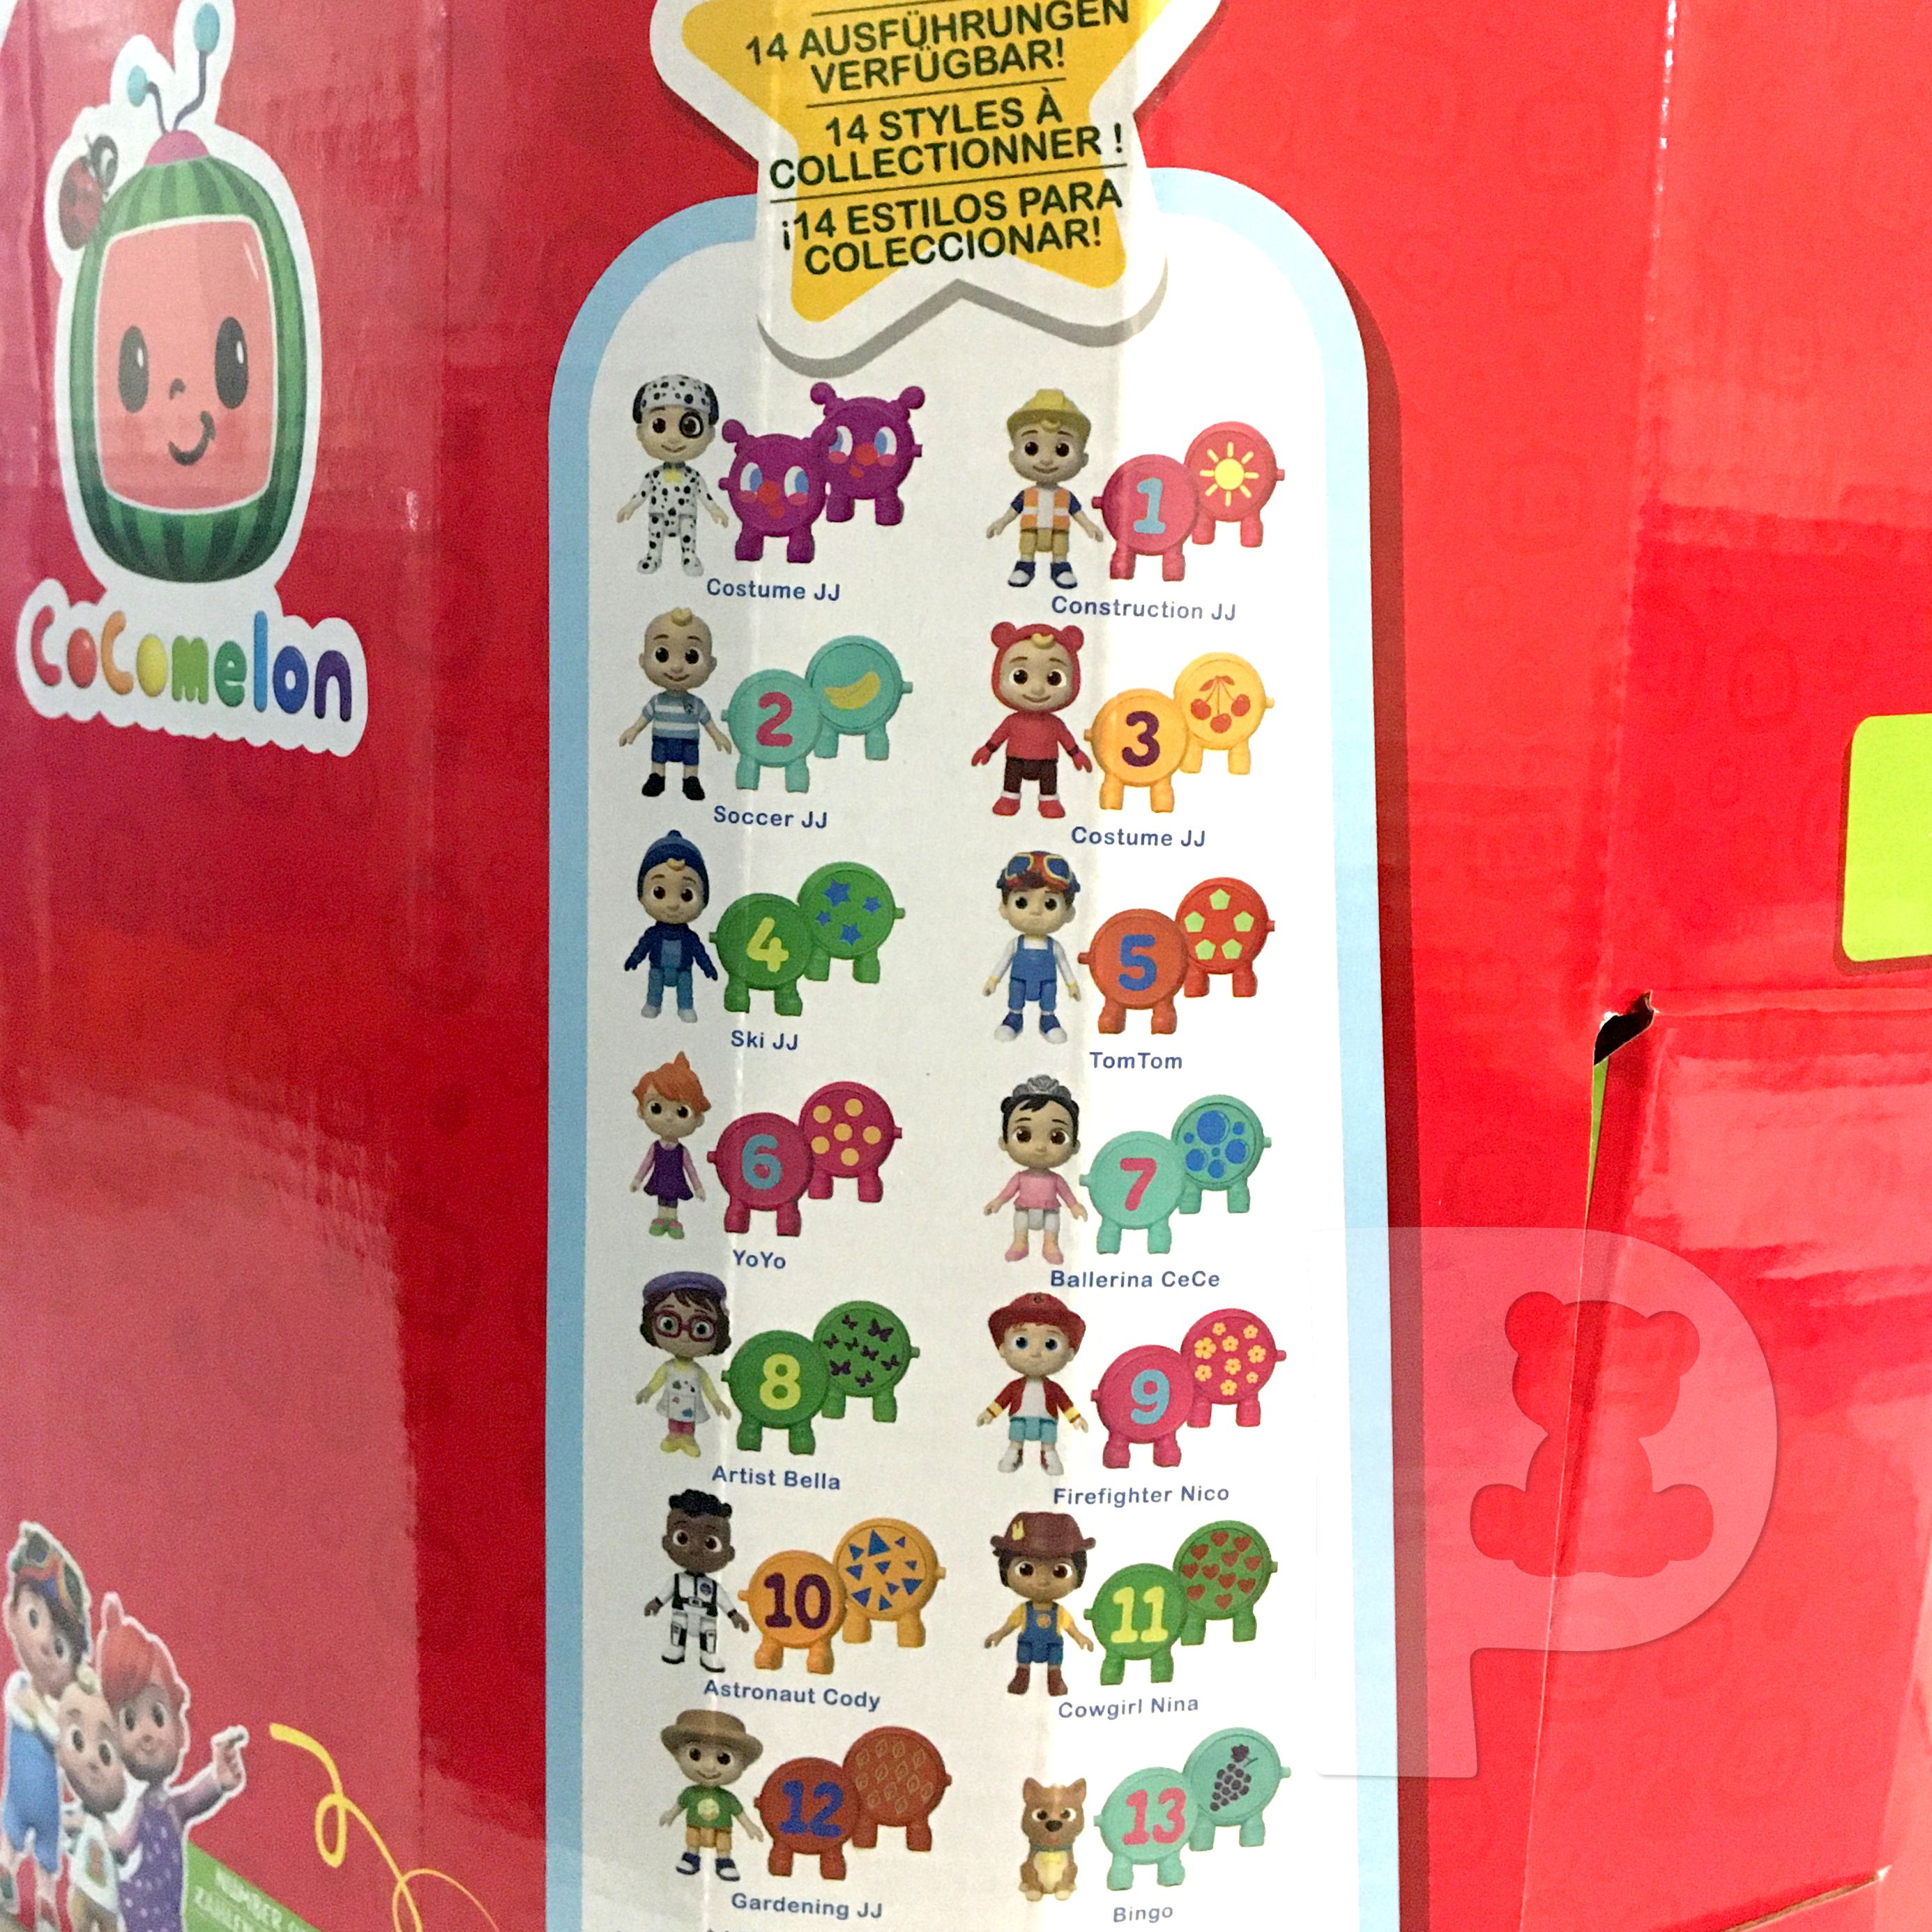 14 AUSFÜHRUNGEN
VERFÜGBAR!
14 STYLES À
COLLECTIONNER !
¡14 ESTILOS PARA
COLECCIONAR!
CoComelon
Costume JJ
1
Construction JJ
2
Soccer JJ
3
Costume JJ
4
Ski JJ
5
TomTom
6
YoYo
7
Ballerina CeCe
8
Artist Bella
9
Firefighter Nico
10
Astronaut Cody
11
Cowgirl Nina
12
Gardening JJ
13
Bingo
NUMBER
P